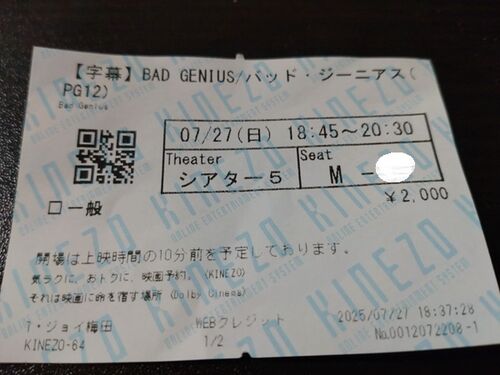 【字幕】BAD GENIUS/バッド・ジーニアス(
PG12)
Bad Genius
07/27(日) 18:45~20:30
Theater
シアター5
Seat
M -
¥2,000
□一般
開場は上映時間の10分前を予定しております。
気ラクに、おトクに、映画予約。(KINEZO)
それは映画に命を宿す場所 (Dolby Cinema)
T・ジョイ梅田
WEBクレジット
2025/07/27 18:37:28
KINEZO-64
1/2
No.0012072208-1
KINEZO
ONLINE ENTERTAINMENT SYSTEM